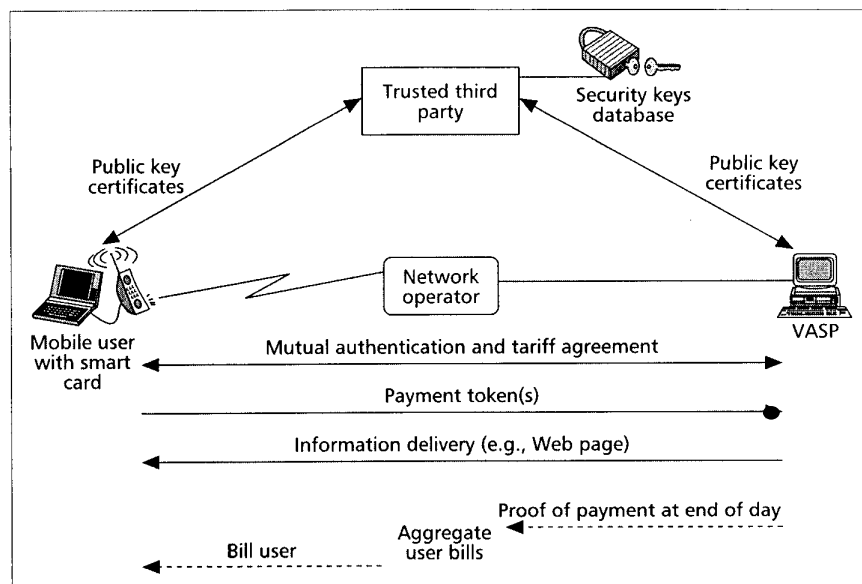 Trusted third
party
Security keys
database
Public key
certificates
Public key
certificates
Network
operator
Mobile user
with smart
card
VASP
Mutual authentication and tariff agreement
Payment token(s)
Information delivery (e.g., Web page)
Proof of payment at end of day
Aggregate
user bills
Bill user